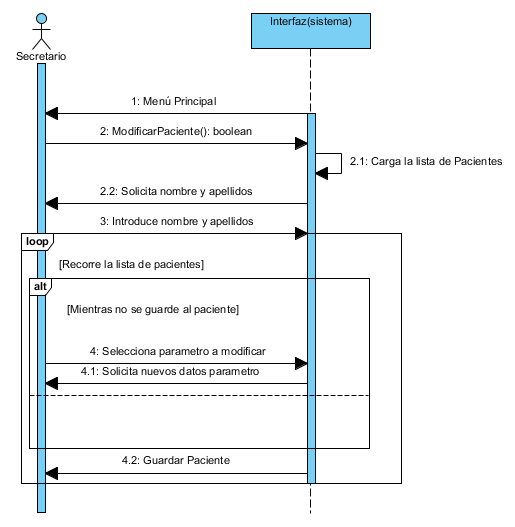 Interfaz(sistema)
Secretario
1: Menú Principal
2: ModificarPaciente(): boolean
2.1: Carga la lista de Pacientes
2.2: Solicita nombre y apellidos
3: Introduce nombre y apellidos
loop
[Recorre la lista de pacientes]
alt
[Mientras no se guarde al paciente]
4: Selecciona parametro a modificar
4.1: Solicita nuevos datos parametro
4.2: Guardar Paciente